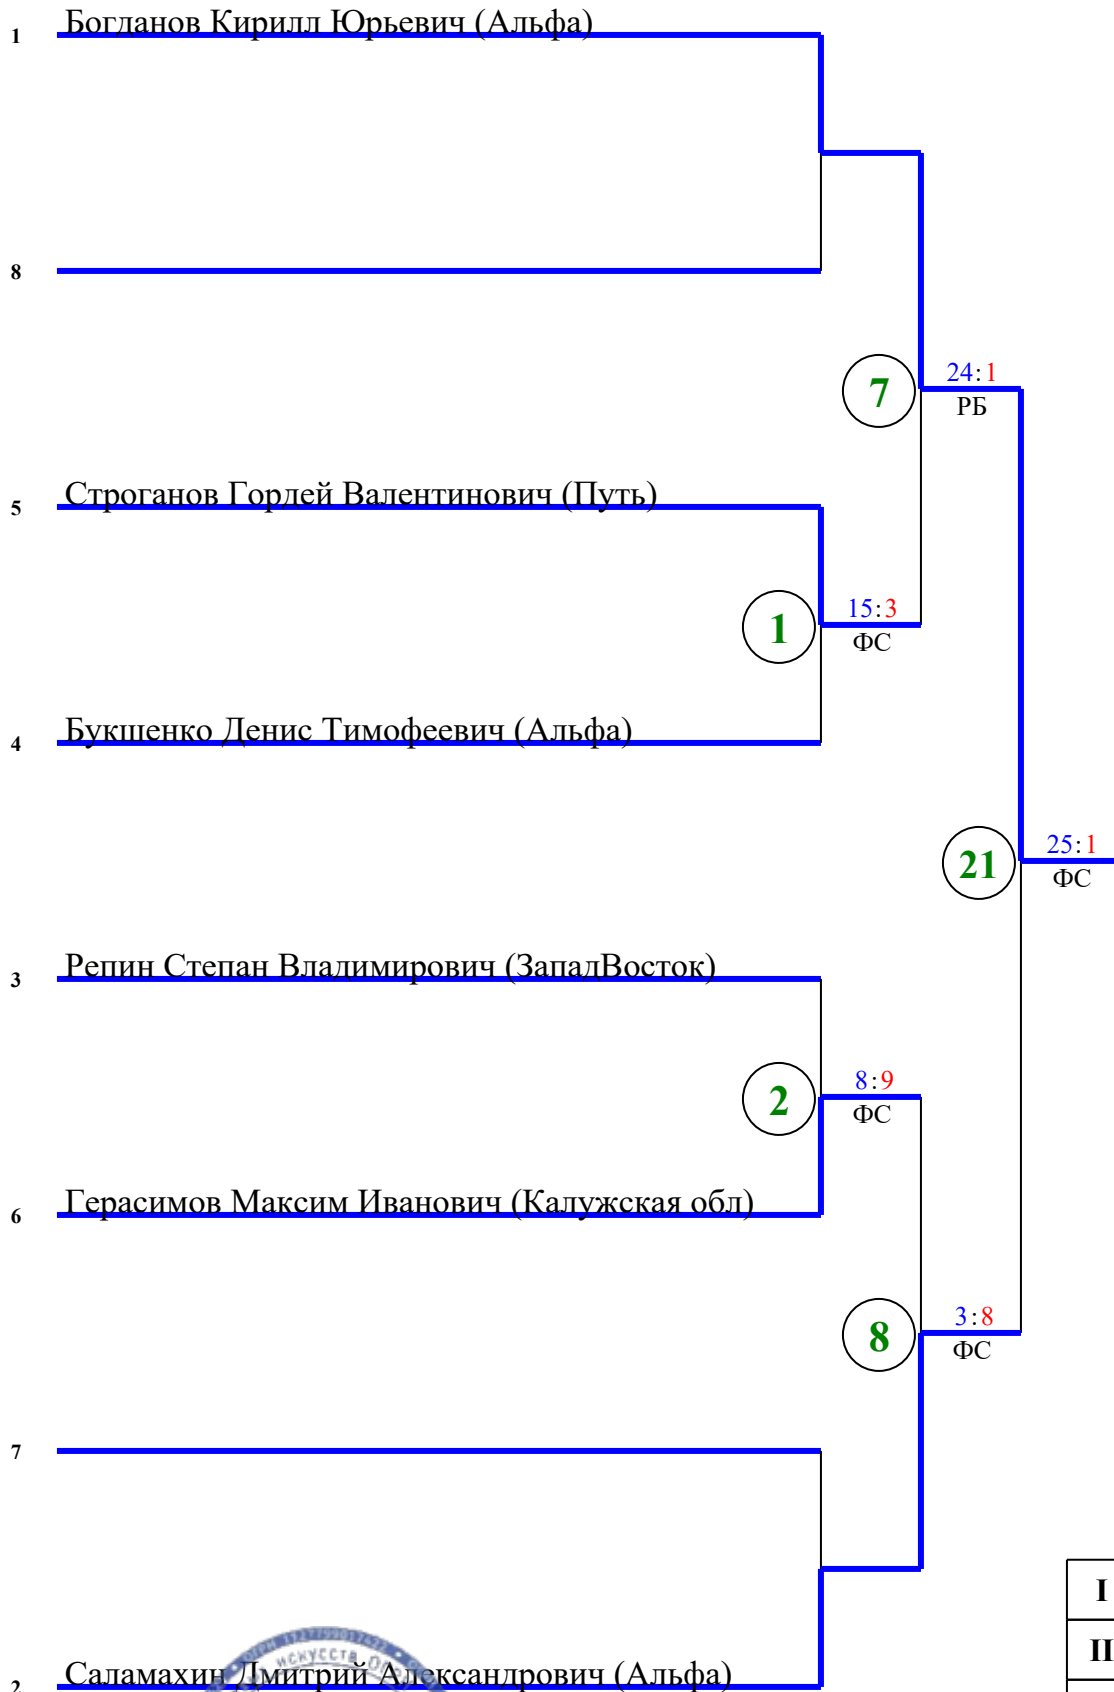 1 Богданов Кирилл Юрьевич (Альфа)
8
7 24:1
РБ
5 Строганов Гордей Валентинович (Путь)
1 15:3
ФС
4 Букшенко Денис Тимофеевич (Альфа)
21 25:1
ФС
3 Репин Степан Владимирович (ЗападВосток)
2 8:9
ФС
6 Герасимов Максим Иванович (Калужская обл)
8 3:8
ФС
7
I
II
искусств
2 Саламахин Дмитрий Александрович (Альфа)